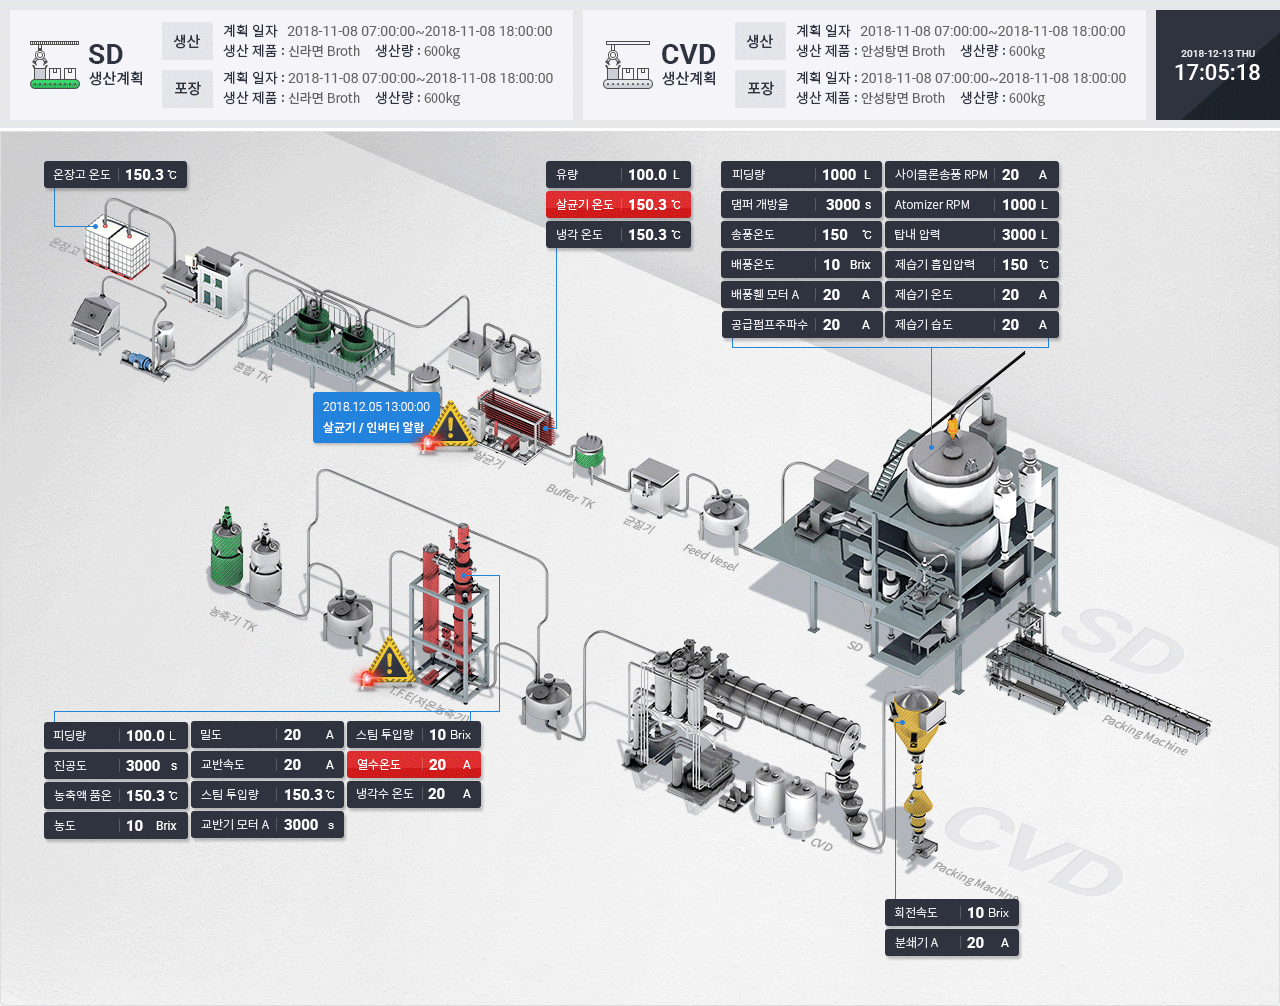 SD
생산계획
생산
계획 일자 2018-11-08 07:00:00~2018-11-08 18:00:00
생산 제품 : 신라면 Broth 생산량 : 600kg
포장
계획 일자 : 2018-11-08 07:00:00~2018-11-08 18:00:00
생산 제품 : 신라면 Broth 생산량 : 600kg
CVD
생산계획
생산
계획 일자 2018-11-08 07:00:00~2018-11-08 18:00:00
생산 제품 : 안성탕면 Broth 생산량 : 600kg
포장
계획 일자 : 2018-11-08 07:00:00~2018-11-08 18:00:00
생산 제품 : 안성탕면 Broth 생산량 : 600kg
2018-12-13 THU
17:05:18
온장고 온도 150.3 ℃
유량 100.0 L
살균기 온도 150.3 ℃
냉각 온도 150.3 ℃
피딩량 1000 L
댐퍼 개방율 3000 s
송풍온도 150 ℃
배풍온도 10 Brix
배풍휀 모터 A 20 A
공급펌프주파수 20 A
사이클론송풍 RPM 20 A
Atomizer RPM 1000 L
탑내 압력 3000 L
제습기 흡입압력 150 ℃
제습기 온도 20 A
제습기 습도 20 A
온장고
혼합 TK
2018.12.05 13:00:00
살균기 / 인버터 알람
살균기
Buffer TK
균질기
Feed Vesel
농축기 TK
T.F.E(저온농축기)
SD
SD
Packing Machine
CVD
CVD
Packing Machine
피딩량 100.0 L
진공도 3000 s
농축액 품온 150.3 ℃
농도 10 Brix
밀도 20 A
교반속도 20 A
스팀 투입량 150.3 ℃
교반기 모터 A 3000 s
스팀 투입량 10 Brix
열수온도 20 A
냉각수 온도 20 A
회전속도 10 Brix
분쇄기 A 20 A